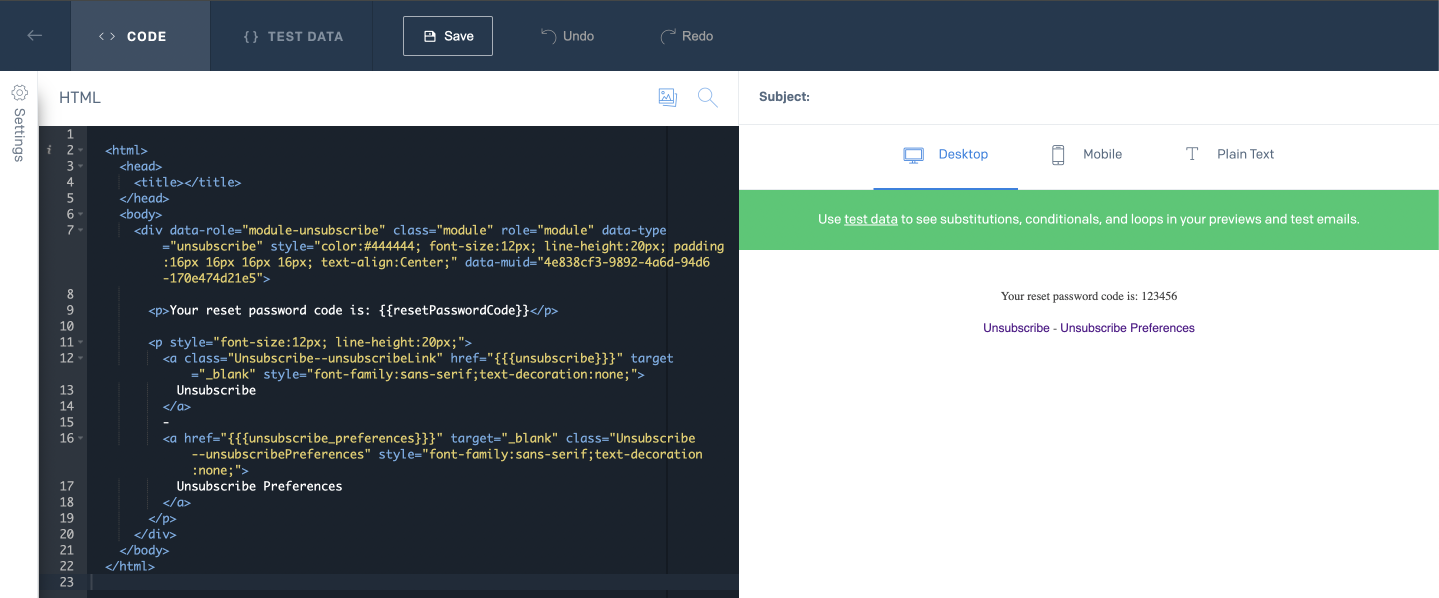 CODE
{ } TEST DATA
Save
Undo
Redo
Settings
HTML
Subject:
Desktop
Mobile
Plain Text
Use test data to see substitutions, conditionals, and loops in your previews and test emails.
Your reset password code is: 123456
Unsubscribe - Unsubscribe Preferences
1
i 2 <html>
3 <head>
4 <title></title>
5 </head>
6 <body>
7 <div data-role="module-unsubscribe" class="module" role="module" data-type
="unsubscribe" style="color:#444444; font-size:12px; line-height:20px; padding
:16px 16px 16px 16px; text-align:Center;" data-muid="4e838cf3-9892-4a6d-94d6
-170e474d21e5">
8
9 <p>Your reset password code is: {{resetPasswordCode}}</p>
10
11 <p style="font-size:12px; line-height:20px;">
12 <a class="Unsubscribe--unsubscribeLink" href="{{{unsubscribe}}}" target
="_blank" style="font-family:sans-serif;text-decoration:none;">
13 Unsubscribe
14 </a>
15 -
16 <a href="{{{unsubscribe_preferences}}}" target="_blank" class="Unsubscribe
--unsubscribePreferences" style="font-family:sans-serif;text-decoration
:none;">
17 Unsubscribe Preferences
18 </a>
19 </p>
20 </div>
21 </body>
22 </html>
23